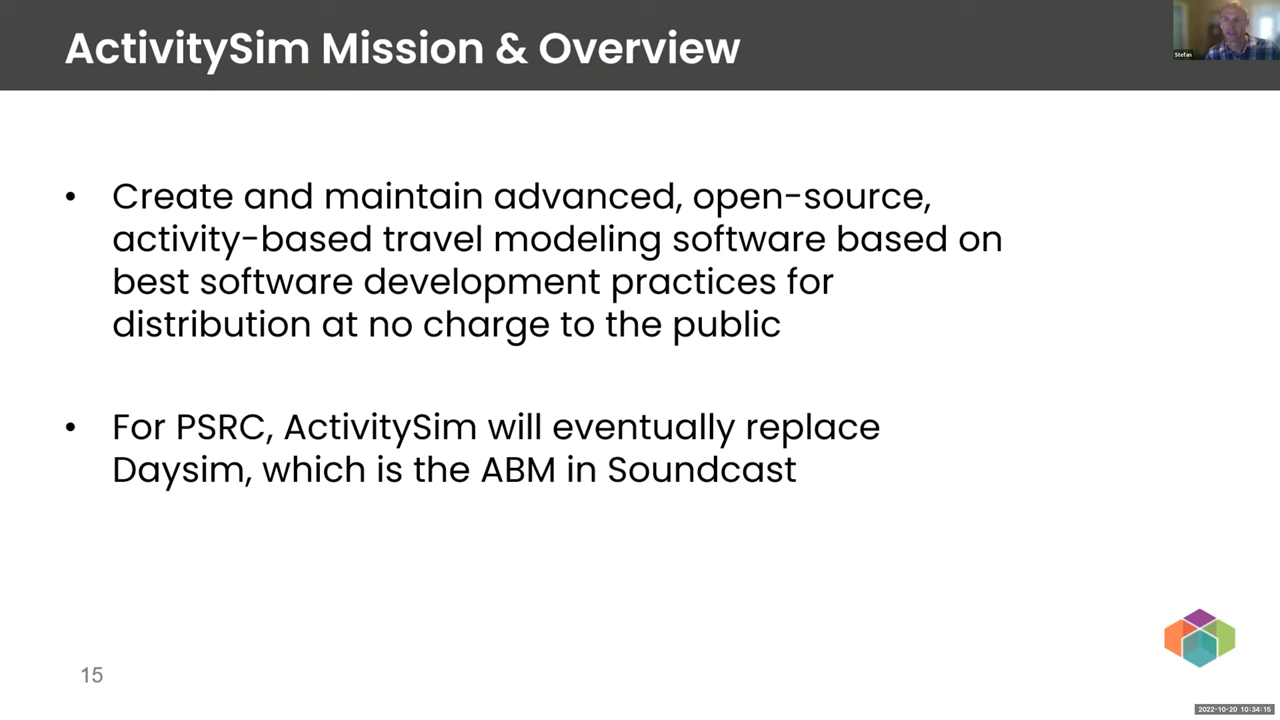 ActivitySim Mission & Overview
Stefan
• Create and maintain advanced, open-source,
activity-based travel modeling software based on
best software development practices for
distribution at no charge to the public
• For PSRC, ActivitySim will eventually replace
Daysim, which is the ABM in Soundcast
15
2022-10-20 10:34:15